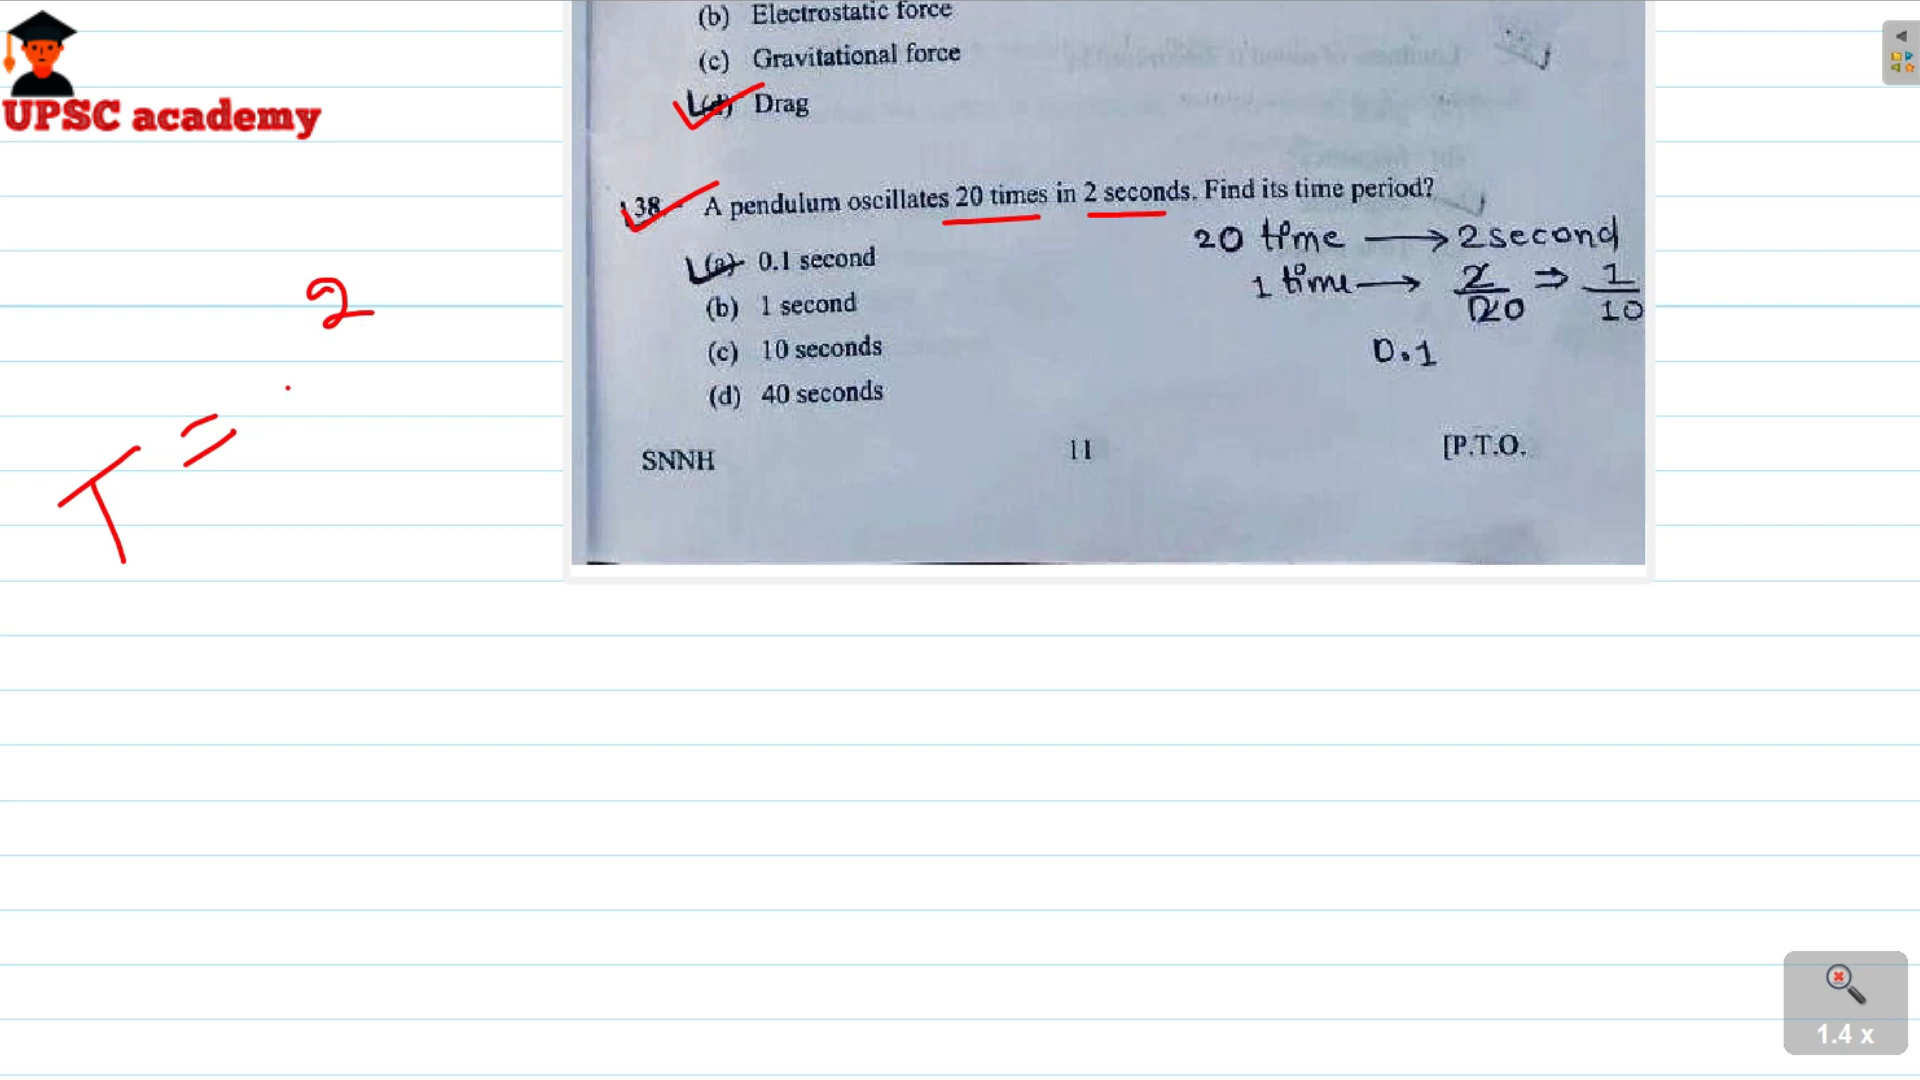 UPSC academy
(b) Electrostatic force
(c) Gravitational force
(d) Drag
38. A pendulum oscillates 20 times in 2 seconds. Find its time period?
(a) 0.1 second
(b) 1 second
(c) 10 seconds
(d) 40 seconds
20 time → 2 second
1 time → 2/20 ⇒ 1/10
0.1
SNNH 11 [P.T.O.
T = 2
1.4 x